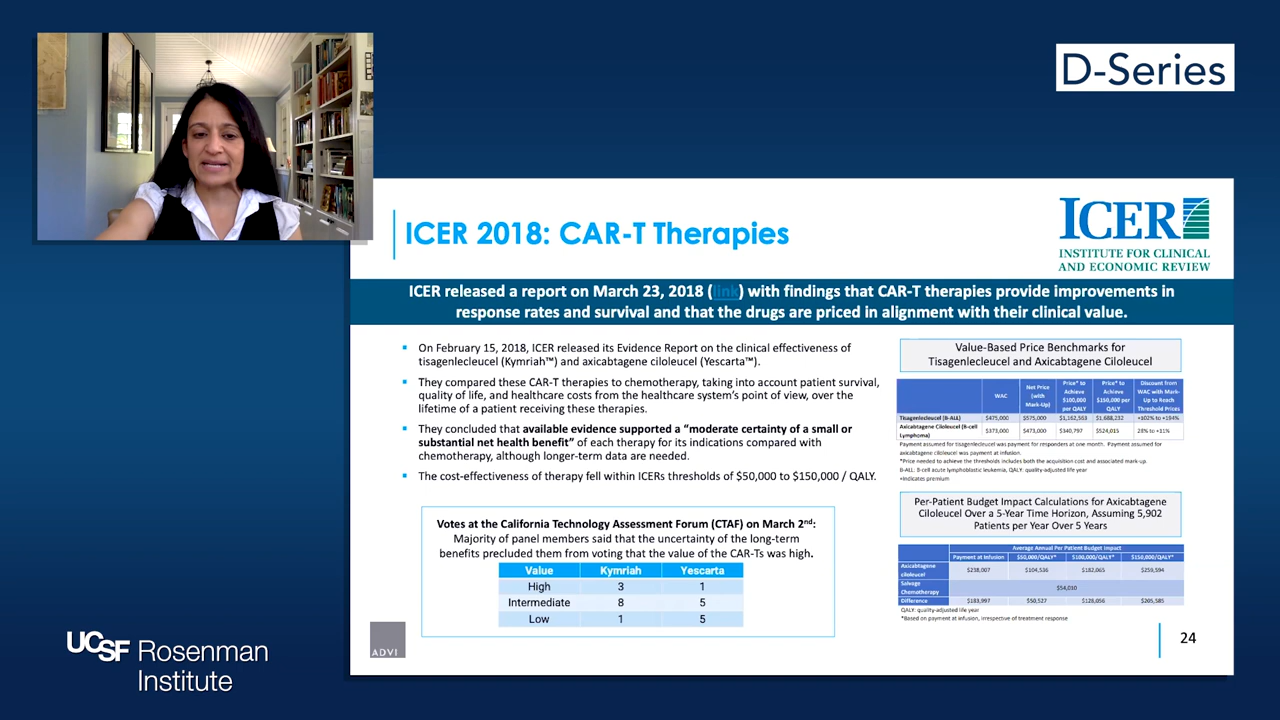 D-Series
ICER 2018: CAR-T Therapies
ICER
INSTITUTE FOR CLINICAL
AND ECONOMIC REVIEW
ICER released a report on March 23, 2018 (link) with findings that CAR-T therapies provide improvements in
response rates and survival and that the drugs are priced in alignment with their clinical value.
▪ On February 15, 2018, ICER released its Evidence Report on the clinical effectiveness of
tisagenlecleucel (Kymriah™) and axicabtagene ciloleucel (Yescarta™).
▪ They compared these CAR-T therapies to chemotherapy, taking into account patient survival,
quality of life, and healthcare costs from the healthcare system's point of view, over the
lifetime of a patient receiving these therapies.
▪ They concluded that available evidence supported a "moderate certainty of a small or
substantial net health benefit" of each therapy for its indications compared with
chemotherapy, although longer-term data are needed.
▪ The cost-effectiveness of therapy fell within ICERs thresholds of $50,000 to $150,000 / QALY.
Votes at the California Technology Assessment Forum (CTAF) on March 2nd:
Majority of panel members said that the uncertainty of the long-term
benefits precluded them from voting that the value of the CAR-Ts was high.
Value Kymriah Yescarta
High 3 1
Intermediate 8 5
Low 1 5
Value-Based Price Benchmarks for
Tisagenlecleucel and Axicabtagene Ciloleucel
WAC
Net Price
(with
Mark-Up)
Price* to
Achieve
$100,000
per QALY
Price* to
Achieve
$150,000 per
QALY
Discount from
WAC with Mark-
Up to Reach
Threshold Prices
Tisagenlecleucel (B-ALL) $475,000 $575,000 $1,162,563 $1,688,232 +102% to +194%
Axicabtagene Ciloleucel (B-cell
Lymphoma) $373,000 $473,000 $340,797 $524,015 28% to +11%
Payment assumed for tisagenlecleucel was payment for responders at one month. Payment assumed for
axicabtagene ciloleucel was payment at infusion.
*Price needed to achieve the thresholds includes both the acquisition cost and associated mark-up.
B-ALL: B-cell acute lymphoblastic leukemia, QALY: quality-adjusted life year
+Indicates premium
Per-Patient Budget Impact Calculations for Axicabtagene
Ciloleucel Over a 5-Year Time Horizon, Assuming 5,902
Patients per Year Over 5 Years
Average Annual Per Patient Budget Impact
Payment at Infusion $50,000/QALY* $100,000/QALY* $150,000/QALY*
Axicabtagene
ciloleucel $238,007 $104,536 $182,065 $259,594
Salvage
Chemotherapy $54,010
Difference $183,997 $50,527 $128,056 $205,585
QALY: quality-adjusted life year
*Based on payment at infusion, irrespective of treatment response
ADVI
24
UCSF Rosenman
Institute